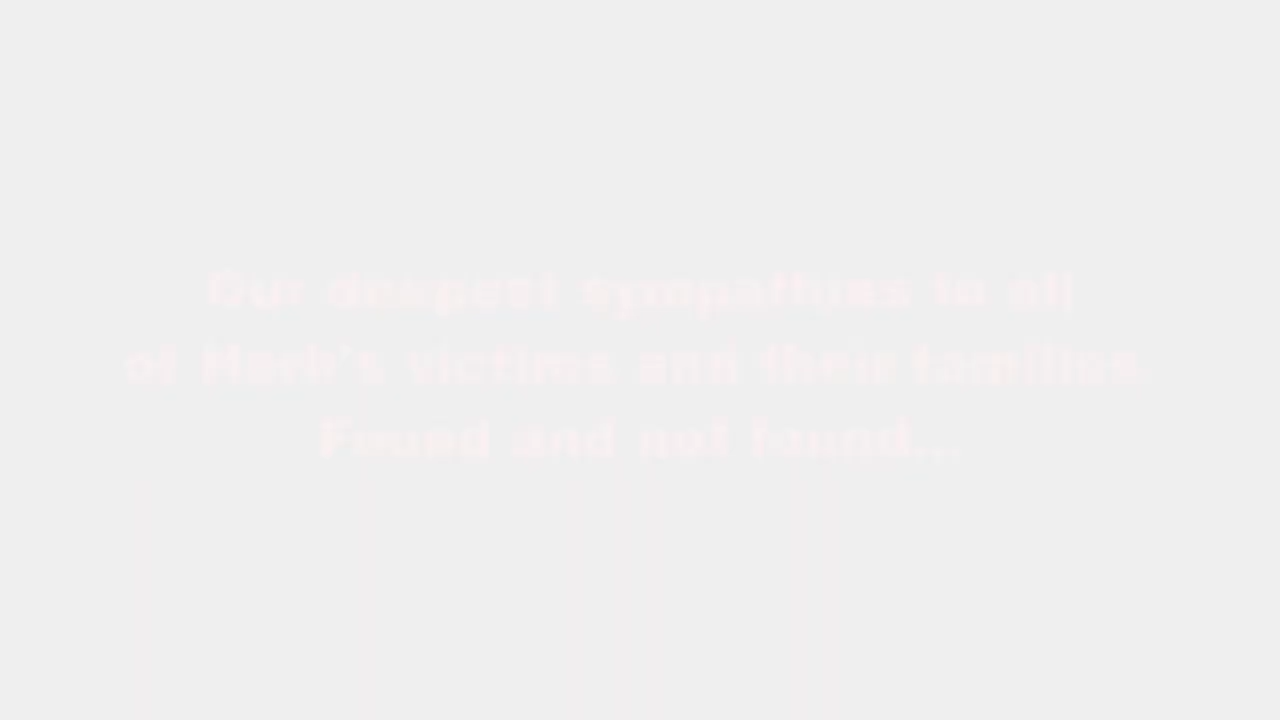 Our deepest sympathies to all
of Mark's victims and their families.
Found and not found...